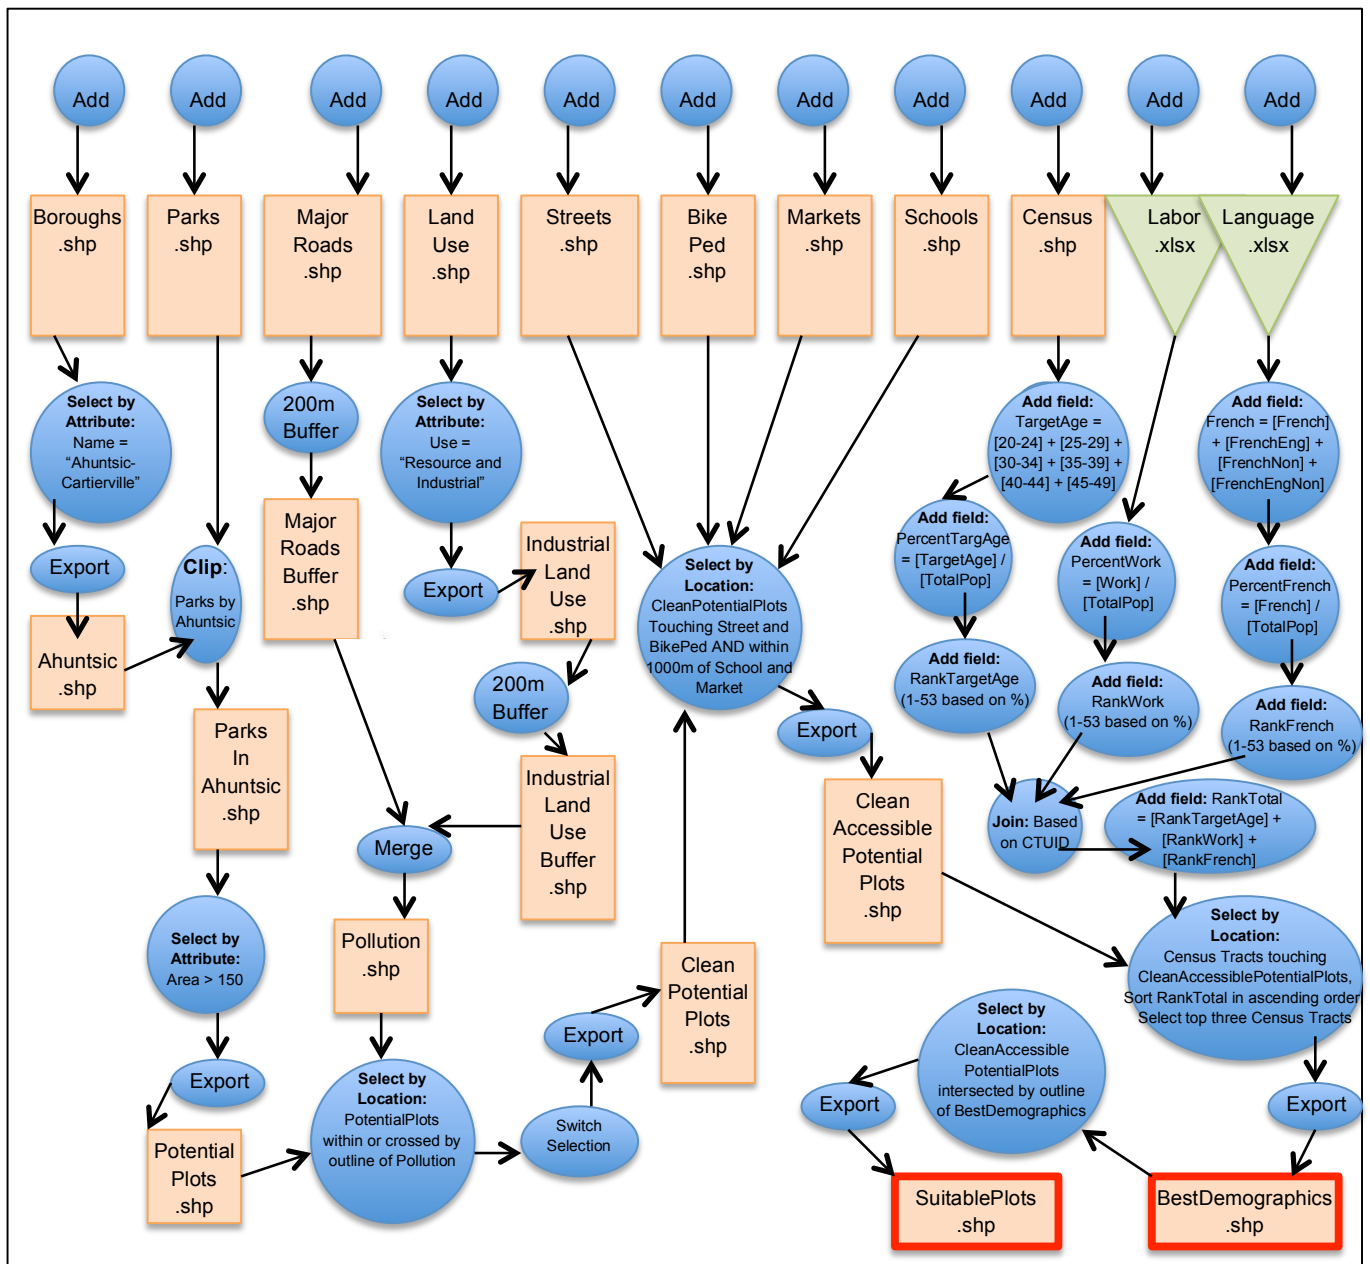 Add
Add
Add
Add
Add
Add
Add
Add
Add
Add
Add
Boroughs
.shp
Parks
.shp
Major
Roads
.shp
Land
Use
.shp
Streets
.shp
Bike
Ped
.shp
Markets
.shp
Schools
.shp
Census
.shp
Labor
.xlsx
Language
.xlsx
Select by
Attribute:
Name =
“Ahuntsic-
Cartierville”
200m
Buffer
Select by
Attribute:
Use =
“Resource and
Industrial”
Add field:
TargetAge =
[20-24] + [25-29] +
[30-34] + [35-39] +
[40-44] + [45-49]
Add field:
French = [French]
+ [FrenchEng] +
[FrenchNon] +
[FrenchEngNon]
Export
Clip:
Parks by
Ahuntsic
Major
Roads
Buffer
.shp
Export
Industrial
Land
Use
.shp
Select by
Location:
CleanPotentialPlots
Touching Street and
BikePed AND within
1000m of School and
Market
Add field:
PercentTargAge
= [TargetAge] /
[TotalPop]
Add field:
PercentWork
= [Work] /
[TotalPop]
Add field:
PercentFrench
= [French] /
[TotalPop]
Ahuntsic
.shp
200m
Buffer
Add field:
RankTargetAge
(1-53 based on %)
Add field:
RankWork
(1-53 based on %)
Add field:
RankFrench
(1-53 based on %)
Parks
In
Ahuntsic
.shp
Export
Industrial
Land
Use
Buffer
.shp
Merge
Clean
Accessible
Potential
Plots
.shp
Join: Based
on CTUID
Add field: RankTotal
= [RankTargetAge] +
[RankWork] +
[RankFrench]
Select by
Attribute:
Area > 150
Pollution
.shp
Clean
Potential
Plots
.shp
Select by
Location:
Census Tracts touching
CleanAccessiblePotentialPlots,
Sort RankTotal in ascending order
Select top three Census Tracts
Export
Export
Select by
Location:
PotentialPlots
within or crossed by
outline of Pollution
Switch
Selection
Select by
Location:
CleanAccessible
PotentialPlots
intersected by outline
of BestDemographics
Export
Export
Potential
Plots
.shp
SuitablePlots
.shp
BestDemographics
.shp